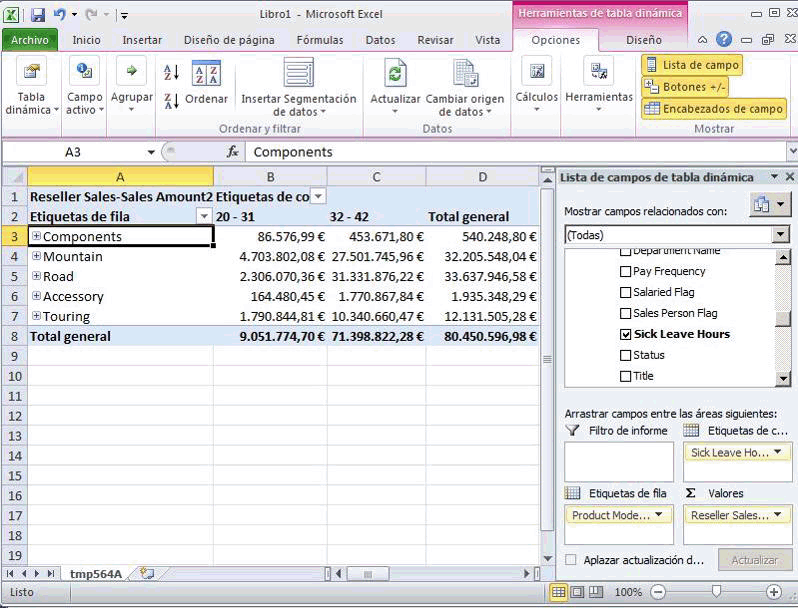 Libro1 - Microsoft Excel
Herramientas de tabla dinámica
Archivo Inicio Insertar Diseño de página Fórmulas Datos Revisar Vista Opciones Diseño
Tabla dinámica
Campo activo
Agrupar
Ordenar
Insertar Segmentación de datos
Actualizar
Cambiar origen de datos
Cálculos
Herramientas
Lista de campo
Botones +/-
Encabezados de campo
Ordenar y filtrar
Datos
Mostrar
A3 fx Components
A B C D
1 Reseller Sales-Sales Amount2 Etiquetas de co
2 Etiquetas de fila 20 - 31 32 - 42 Total general
3 Components 86.576,99 € 453.671,80 € 540.248,80 €
4 Mountain 4.703.802,08 € 27.501.745,96 € 32.205.548,04 €
5 Road 2.306.070,36 € 31.331.876,22 € 33.637.946,58 €
6 Accessory 164.480,45 € 1.770.867,84 € 1.935.348,29 €
7 Touring 1.790.844,81 € 10.340.660,47 € 12.131.505,28 €
8 Total general 9.051.774,70 € 71.398.822,28 € 80.450.596,98 €
9
10
11
12
13
14
15
16
17
18
19
Lista de campos de tabla dinámica
Mostrar campos relacionados con:
(Todas)
Department Name
Pay Frequency
Salaried Flag
Sales Person Flag
Sick Leave Hours
Status
Title
Arrastrar campos entre las áreas siguientes:
Filtro de informe Etiquetas de c...
Sick Leave Ho...
Etiquetas de fila Σ Valores
Product Mode... Reseller Sales...
Aplazar actualización d... Actualizar
tmp564A
Listo 100%